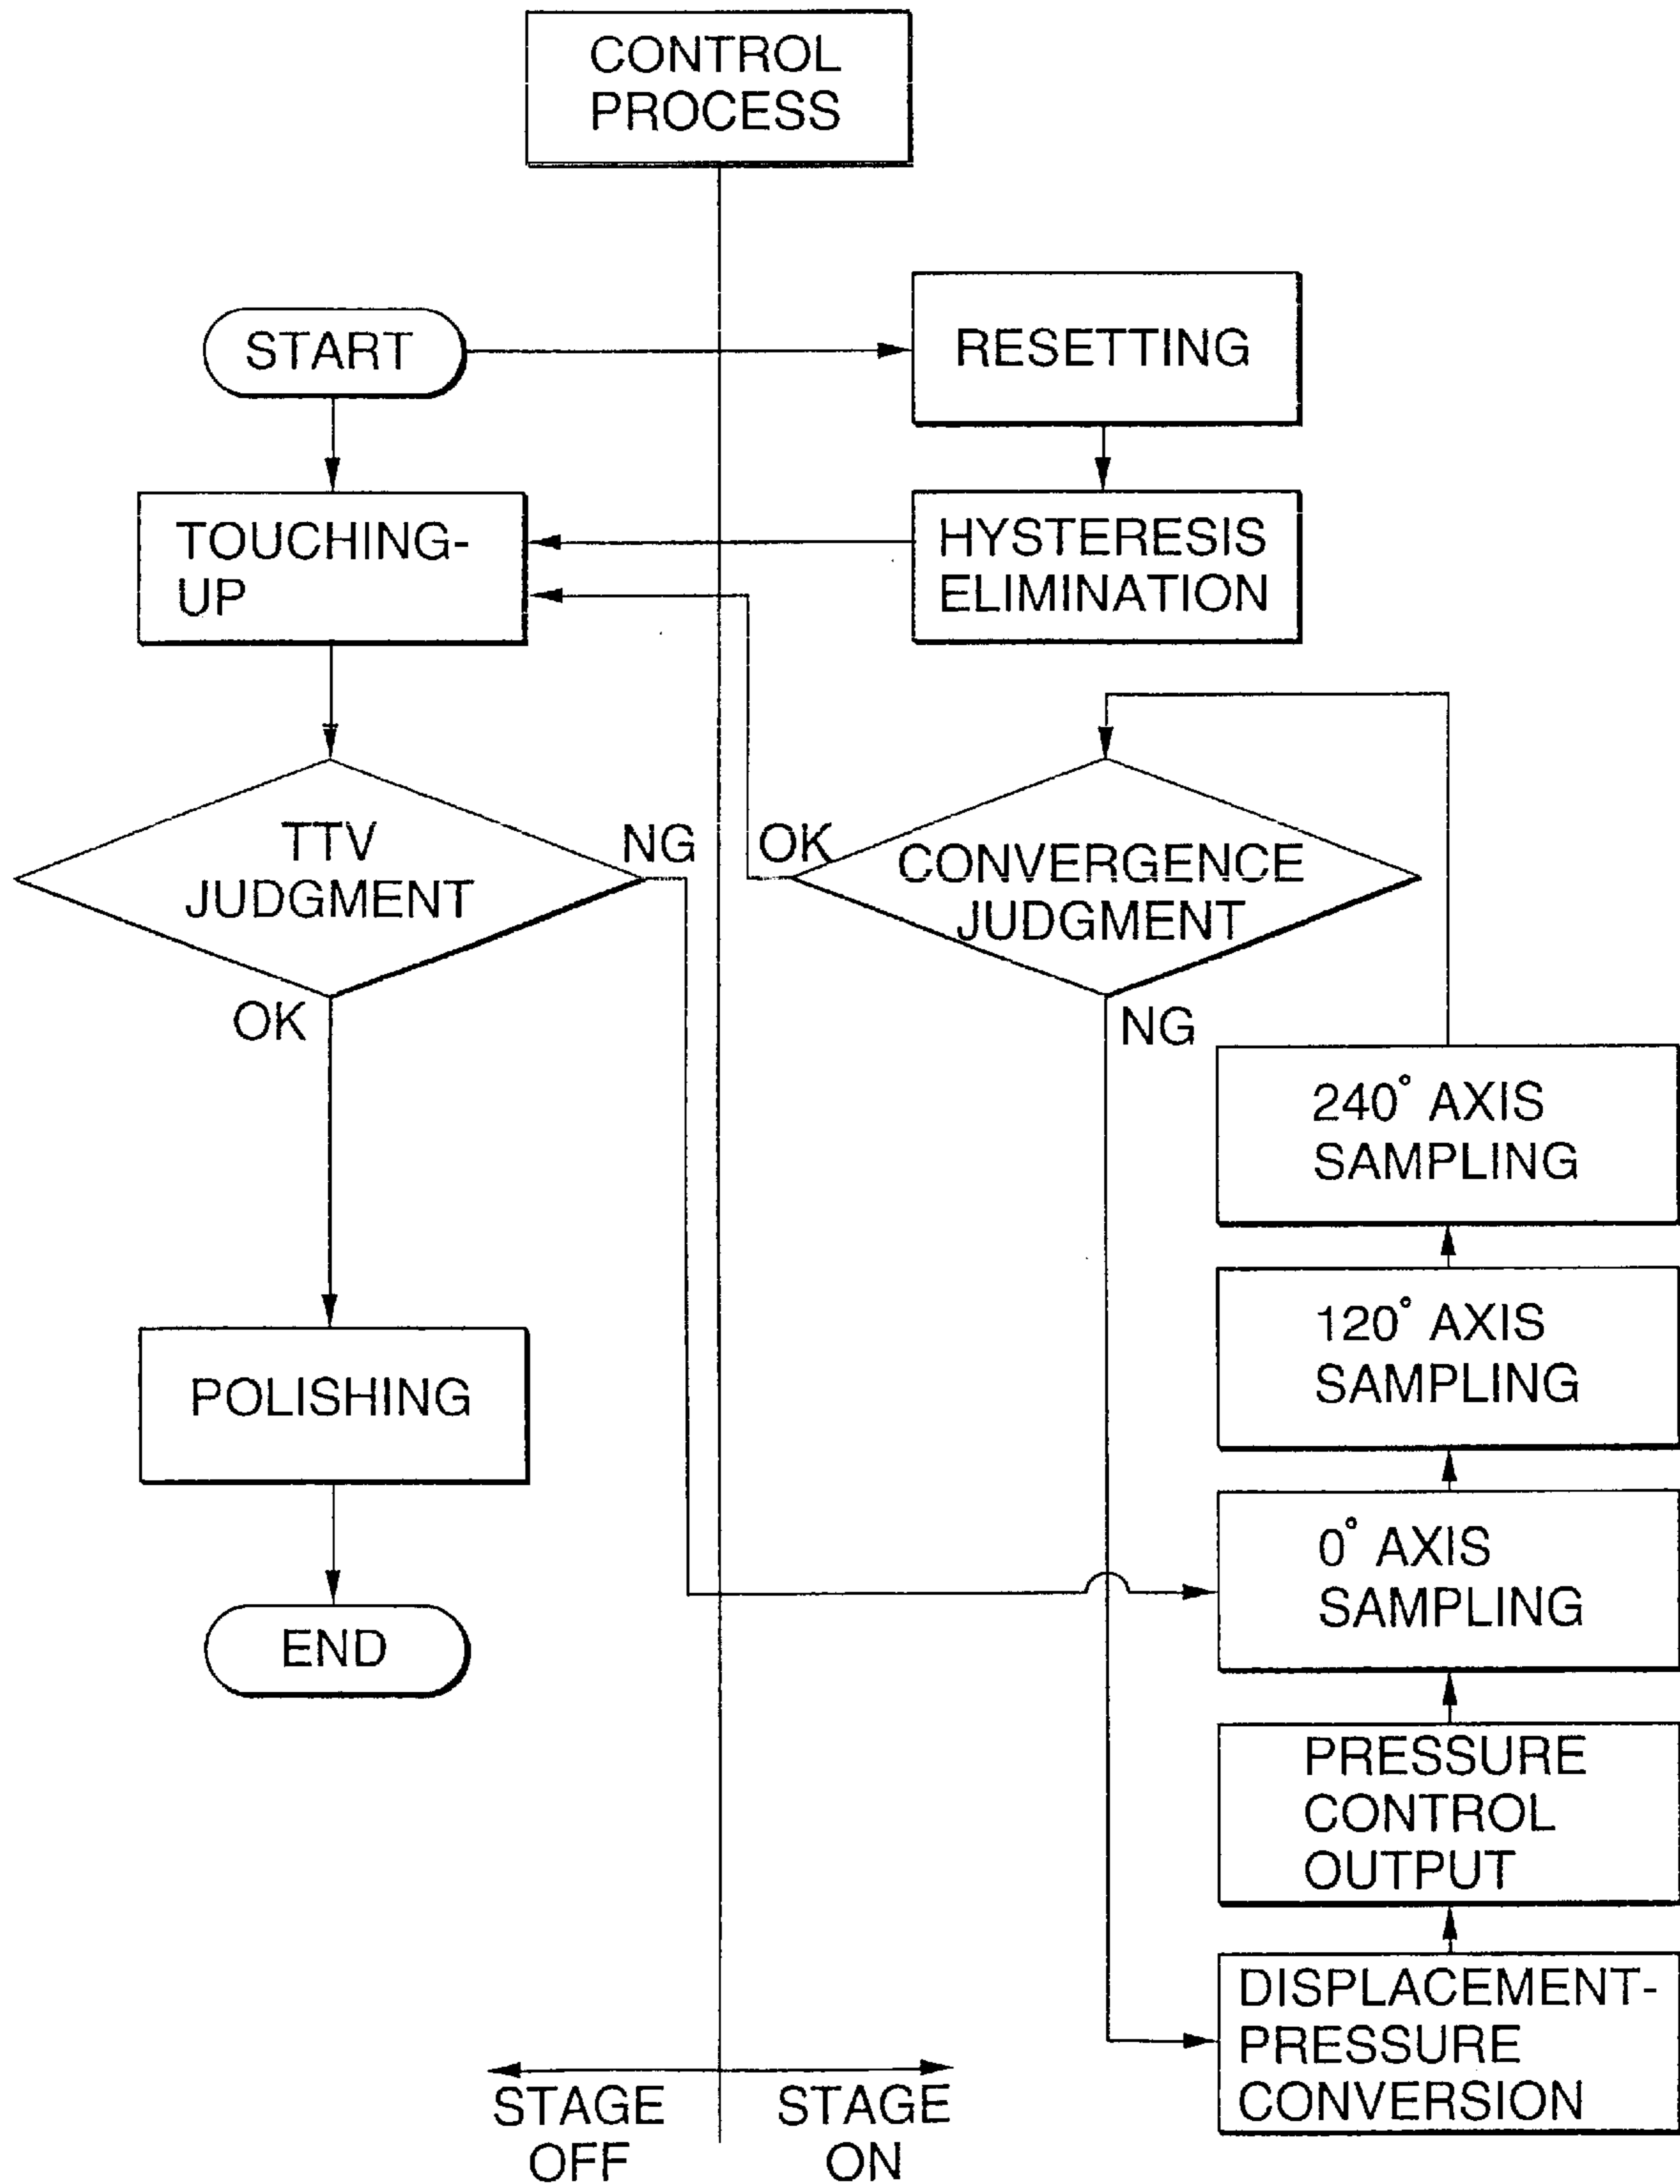 CONTROL
PROCESS
START
RESETTING
TOUCHING-
UP
HYSTERESIS
ELIMINATION
TTV
JUDGMENT
NG
OK
OK
CONVERGENCE
JUDGMENT
NG
240° AXIS
SAMPLING
120° AXIS
SAMPLING
POLISHING
0° AXIS
SAMPLING
END
PRESSURE
CONTROL
OUTPUT
DISPLACEMENT-
PRESSURE
CONVERSION
STAGE
OFF
STAGE
ON